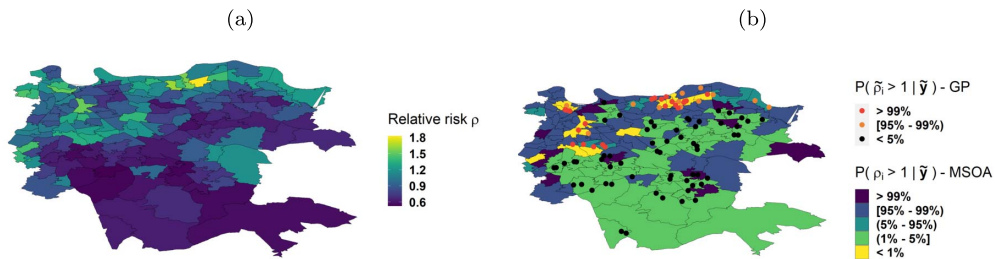 (a)
Relative risk ρ
1.8
1.5
1.2
0.9
0.6
(b)
P( ρ̃ᵢ > 1 | ỹ ) - GP
> 99%
[95% - 99%)
< 5%
P( ρᵢ > 1 | ỹ ) - MSOA
> 99%
[95% - 99%)
(5% - 95%)
(1% - 5%]
< 1%